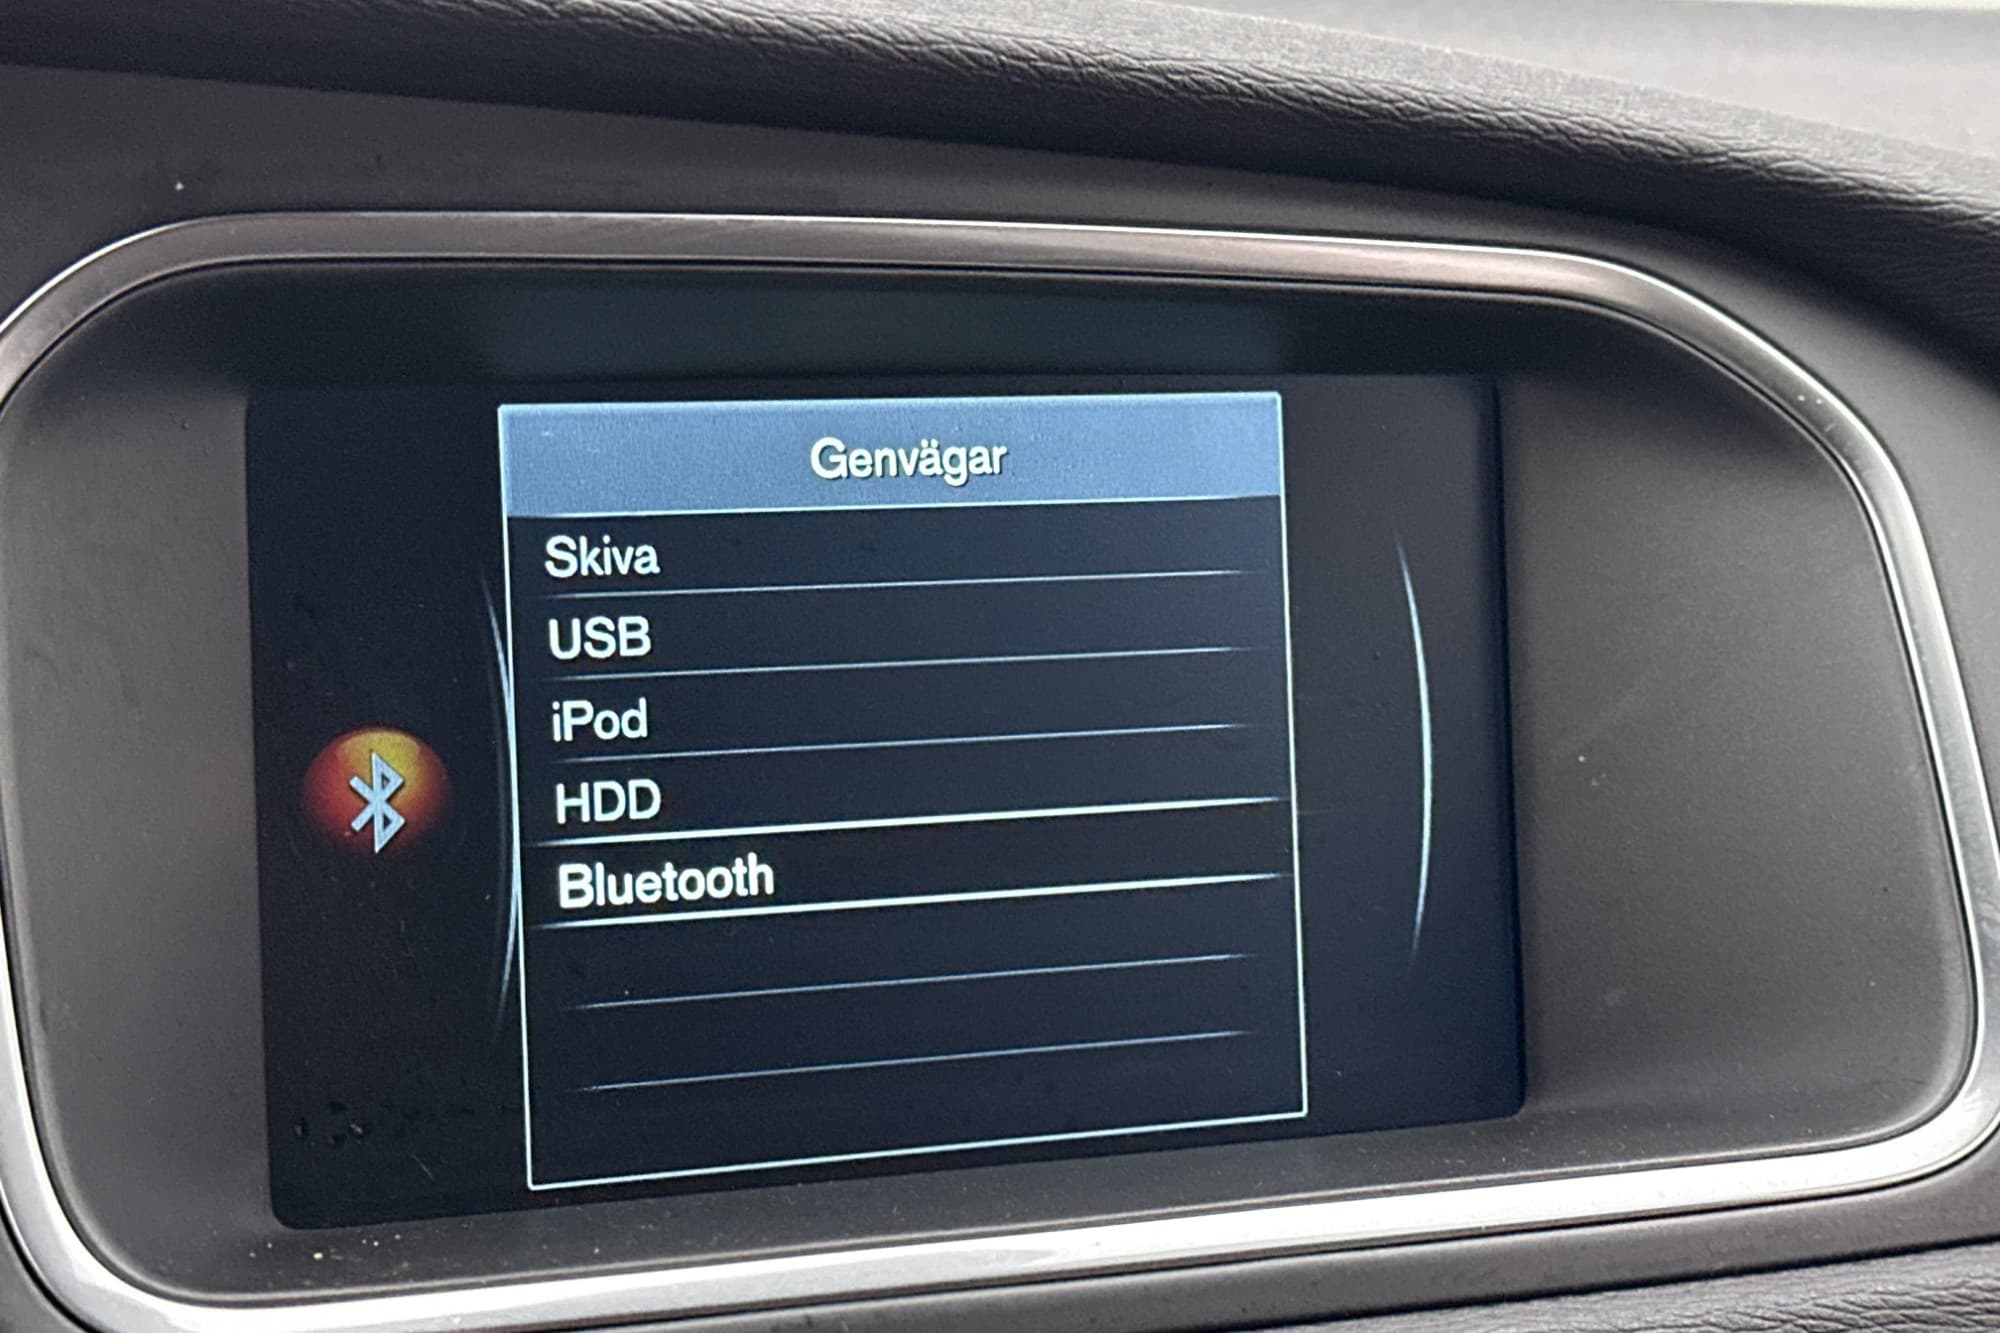 Genvägar
Skiva
USB
iPod
HDD
Bluetooth